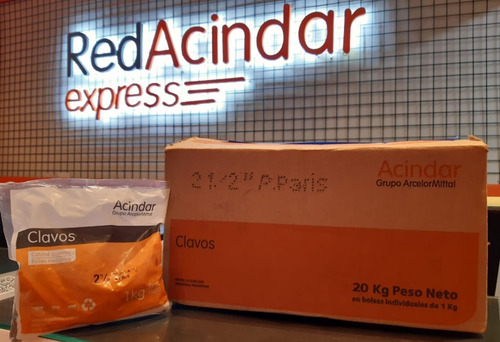 RedAcindar
express
Acindar
Grupo ArcelorMittal
Clavos
1kg
2 1/2" P.Paris
Acindar
Grupo ArcelorMittal
Clavos
20 Kg Peso Neto
en bolsas individuales de 1 Kg